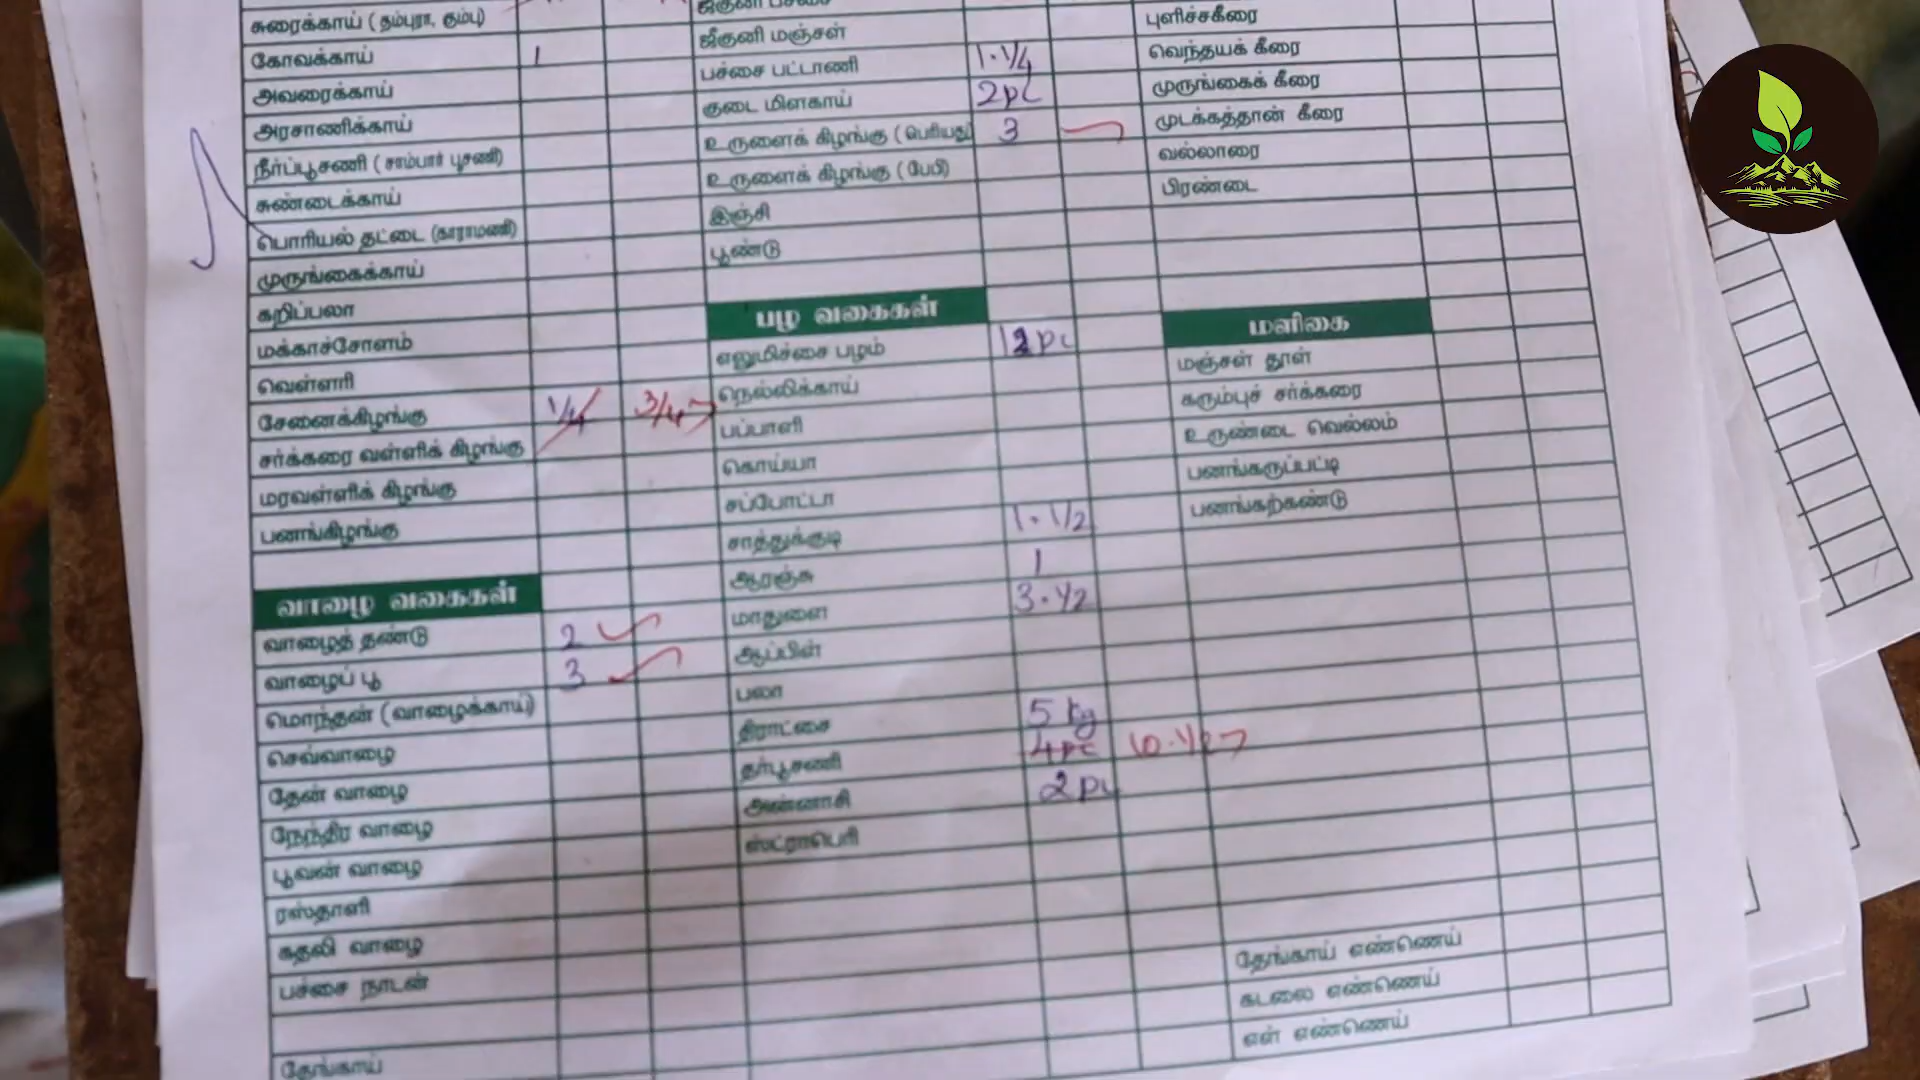 சுரைக்காய் (தம்புரா, கும்பு)
கோவக்காய் 1
அவரைக்காய்
அரசாணிக்காய்
நீர்ப்பூசணி (சாம்பார் பூசணி)
சுண்டைக்காய்
பொரியல் தட்டை (காராமணி)
முருங்கைக்காய்
கறிப்பலா
மக்காச்சோளம்
வெள்ளரி
சேனைக்கிழங்கு 1/4 3/4
சர்க்கரை வள்ளிக் கிழங்கு
மரவள்ளிக் கிழங்கு
பனங்கிழங்கு
வாழை வகைகள்
வாழைத் தண்டு 2
வாழைப் பூ 3
மொந்தன் (வாழைக்காய்)
செவ்வாழை
தேன் வாழை
நேந்திர வாழை
பூவன் வாழை
ரஸ்தாளி
கதலி வாழை
பச்சை நாடன்
தேங்காய்
ஜீகுனி பச்சை
ஜீகுனி மஞ்சள்
பச்சை பட்டாணி 1.1/4
குடை மிளகாய் 2pc
உருளைக் கிழங்கு (பெரியது) 3
உருளைக் கிழங்கு (பேபி)
இஞ்சி
பூண்டு
பழ வகைகள்
எலுமிச்சை பழம் 12pc
நெல்லிக்காய்
பப்பாளி
கொய்யா
சப்போட்டா
சாத்துக்குடி 1.1/2
ஆரஞ்சு 1
மாதுளை 3.1/2
ஆப்பிள்
பலா
திராட்சை 5 kg
தர்பூசணி 4pc 10.1/2
அண்ணாசி 2pc
ஸ்ட்ராபெரி
புளிச்சகீரை
வெந்தயக் கீரை
முருங்கைக் கீரை
முடக்கத்தான் கீரை
வல்லாரை
பிரண்டை
மளிகை
மஞ்சள் தூள்
கரும்புச் சர்க்கரை
உருண்டை வெல்லம்
பனங்கருப்பட்டி
பனங்கற்கண்டு
தேங்காய் எண்ணெய்
கடலை எண்ணெய்
எள் எண்ணெய்